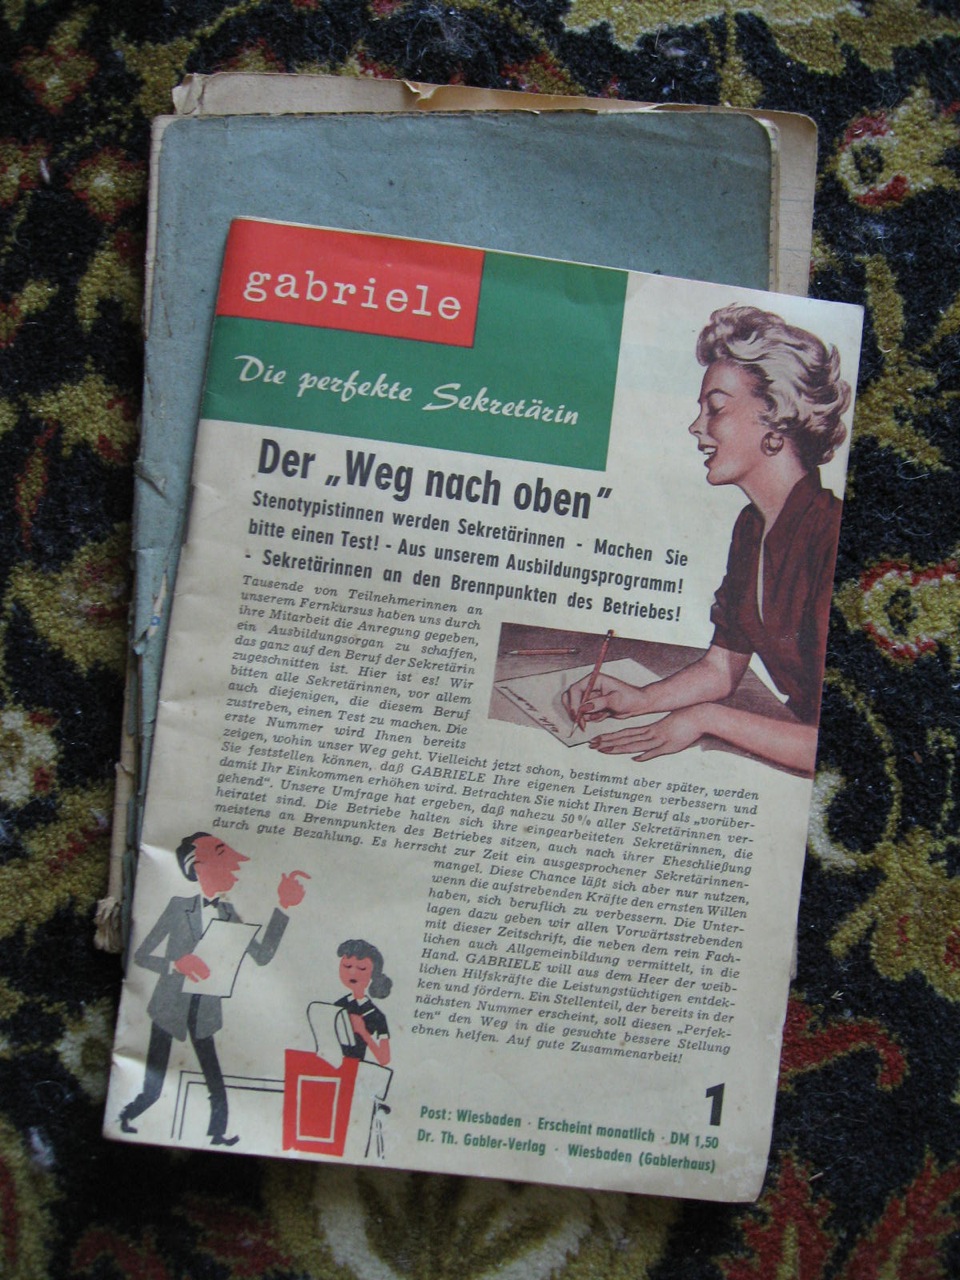 gabriele
Die perfekte Sekretärin
Der „Weg nach oben“
Stenotypistinnen werden Sekretärinnen - Machen Sie
bitte einen Test! - Aus unserem Ausbildungsprogramm!
- Sekretärinnen an den Brennpunkten des Betriebes!
Tausende von Teilnehmerinnen an
unserem Fernkursus haben uns durch
ihre Mitarbeit die Anregung gegeben,
ein Ausbildungsorgan zu schaffen,
das ganz auf den Beruf der Sekretärin
zugeschnitten ist. Hier ist es! Wir
bitten alle Sekretärinnen, vor allem
auch diejenigen, die diesem Beruf
zustreben, einen Test zu machen. Die
erste Nummer wird Ihnen bereits
zeigen, wohin unser Weg geht. Vielleicht jetzt schon, bestimmt aber später, werden
Sie feststellen können, daß GABRIELE Ihre eigenen Leistungen verbessern und
damit Ihr Einkommen erhöhen wird. Betrachten Sie nicht Ihren Beruf als „vorüber-
gehend“. Unsere Umfrage hat ergeben, daß nahezu 50% aller Sekretärinnen ver-
heiratet sind. Die Betriebe halten sich ihre eingearbeiteten Sekretärinnen, die
meistens an Brennpunkten des Betriebes sitzen, auch nach ihrer Eheschließung
durch gute Bezahlung. Es herrscht zur Zeit ein ausgesprochener Sekretärinnen-
mangel. Diese Chance läßt sich aber nur nutzen,
wenn die aufstrebenden Kräfte den ernsten Willen
haben, sich beruflich zu verbessern. Die Unter-
lagen dazu geben wir allen Vorwärtsstrebenden
mit dieser Zeitschrift, die neben dem rein Fach-
lichen auch Allgemeinbildung vermittelt, in die
Hand. GABRIELE will aus dem Heer der weib-
lichen Hilfskräfte die Leistungstüchtigen entdek-
ken und fördern. Ein Stellenteil, der bereits in der
nächsten Nummer erscheint, soll diesen „Perfek-
ten“ den Weg in die gesuchte bessere Stellung
ebnen helfen. Auf gute Zusammenarbeit!
1
Post: Wiesbaden · Erscheint monatlich · DM 1,50
Dr. Th. Gabler-Verlag · Wiesbaden (Gablerhaus)